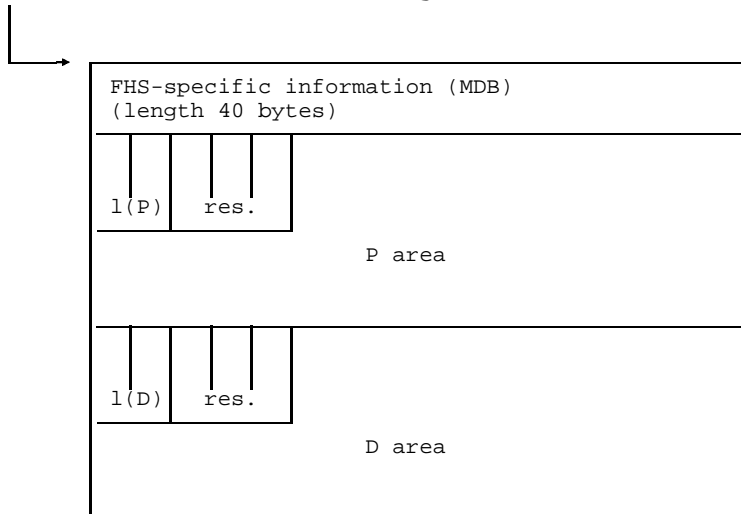 FHS-specific information (MDB)
(length 40 bytes)
l(P) res.
P area
l(D) res.
D area